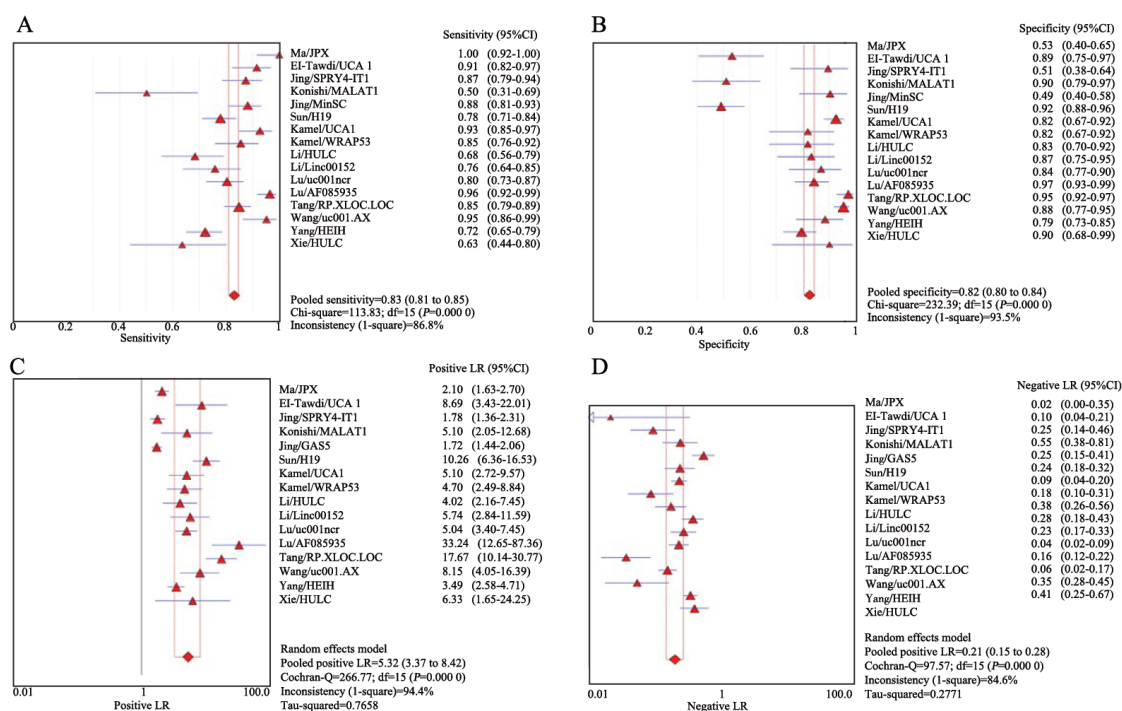 A
Sensitivity (95%CI)
Ma/JPX 1.00 (0.92-1.00)
EI-Tawdi/UCA 1 0.91 (0.82-0.97)
Jing/SPRY4-IT1 0.87 (0.79-0.94)
Konishi/MALAT1 0.50 (0.31-0.69)
Jing/MinSC 0.88 (0.81-0.93)
Sun/H19 0.78 (0.71-0.84)
Kamel/UCA1 0.93 (0.85-0.97)
Kamel/WRAP53 0.85 (0.76-0.92)
Li/HULC 0.68 (0.56-0.79)
Li/Linc00152 0.76 (0.64-0.85)
Lu/uc001ncr 0.80 (0.73-0.87)
Lu/AF085935 0.96 (0.92-0.99)
Tang/RP.XLOC.LOC 0.85 (0.79-0.89)
Wang/uc001.AX 0.95 (0.86-0.99)
Yang/HEIH 0.72 (0.65-0.79)
Xie/HULC 0.63 (0.44-0.80)
Pooled sensitivity=0.83 (0.81 to 0.85)
Chi-square=113.83; df=15 (P=0.000 0)
Inconsistency (1-square)=86.8%
0 0.2 0.4 0.6 0.8 1
Sensitivity
B
Specificity (95%CI)
Ma/JPX 0.53 (0.40-0.65)
EI-Tawdi/UCA 1 0.89 (0.75-0.97)
Jing/SPRY4-IT1 0.51 (0.38-0.64)
Konishi/MALAT1 0.90 (0.79-0.97)
Jing/MinSC 0.49 (0.40-0.58)
Sun/H19 0.92 (0.88-0.96)
Kamel/UCA1 0.82 (0.67-0.92)
Kamel/WRAP53 0.82 (0.67-0.92)
Li/HULC 0.83 (0.70-0.92)
Li/Linc00152 0.87 (0.75-0.95)
Lu/uc001ncr 0.84 (0.77-0.90)
Lu/AF085935 0.97 (0.93-0.99)
Tang/RP.XLOC.LOC 0.95 (0.92-0.97)
Wang/uc001.AX 0.88 (0.77-0.95)
Yang/HEIH 0.79 (0.73-0.85)
Xie/HULC 0.90 (0.68-0.99)
Pooled specificity=0.82 (0.80 to 0.84)
Chi-square=232.39; df=15 (P=0.000 0)
Inconsistency (1-square)=93.5%
0 0.2 0.4 0.6 0.8 1
Specificity
C
Positive LR (95%CI)
Ma/JPX 2.10 (1.63-2.70)
EI-Tawdi/UCA 1 8.69 (3.43-22.01)
Jing/SPRY4-IT1 1.78 (1.36-2.31)
Konishi/MALAT1 5.10 (2.05-12.68)
Jing/GAS5 1.72 (1.44-2.06)
Sun/H19 10.26 (6.36-16.53)
Kamel/UCA1 5.10 (2.72-9.57)
Kamel/WRAP53 4.70 (2.49-8.84)
Li/HULC 4.02 (2.16-7.45)
Li/Linc00152 5.74 (2.84-11.59)
Lu/uc001ncr 5.04 (3.40-7.45)
Lu/AF085935 33.24 (12.65-87.36)
Tang/RP.XLOC.LOC 17.67 (10.14-30.77)
Wang/uc001.AX 8.15 (4.05-16.39)
Yang/HEIH 3.49 (2.58-4.71)
Xie/HULC 6.33 (1.65-24.25)
Random effects model
Pooled positive LR=5.32 (3.37 to 8.42)
Cochran-Q=266.77; df=15 (P=0.000 0)
Inconsistency (1-square)=94.4%
Tau-squared=0.7658
0.01 1 100.0
Positive LR
D
Negative LR (95%CI)
Ma/JPX 0.02 (0.00-0.35)
EI-Tawdi/UCA 1 0.10 (0.04-0.21)
Jing/SPRY4-IT1 0.25 (0.14-0.46)
Konishi/MALAT1 0.55 (0.38-0.81)
Jing/GAS5 0.25 (0.15-0.41)
Sun/H19 0.24 (0.18-0.32)
Kamel/UCA1 0.09 (0.04-0.20)
Kamel/WRAP53 0.18 (0.10-0.31)
Li/HULC 0.38 (0.26-0.56)
Li/Linc00152 0.28 (0.18-0.43)
Lu/uc001ncr 0.23 (0.17-0.33)
Lu/AF085935 0.04 (0.02-0.09)
Tang/RP.XLOC.LOC 0.16 (0.12-0.22)
Wang/uc001.AX 0.06 (0.02-0.17)
Yang/HEIH 0.35 (0.28-0.45)
Xie/HULC 0.41 (0.25-0.67)
Random effects model
Pooled positive LR=0.21 (0.15 to 0.28)
Cochran-Q=97.57; df=15 (P=0.000 0)
Inconsistency (1-square)=84.6%
Tau-squared=0.2771
0.01 1 100.0
Negative LR